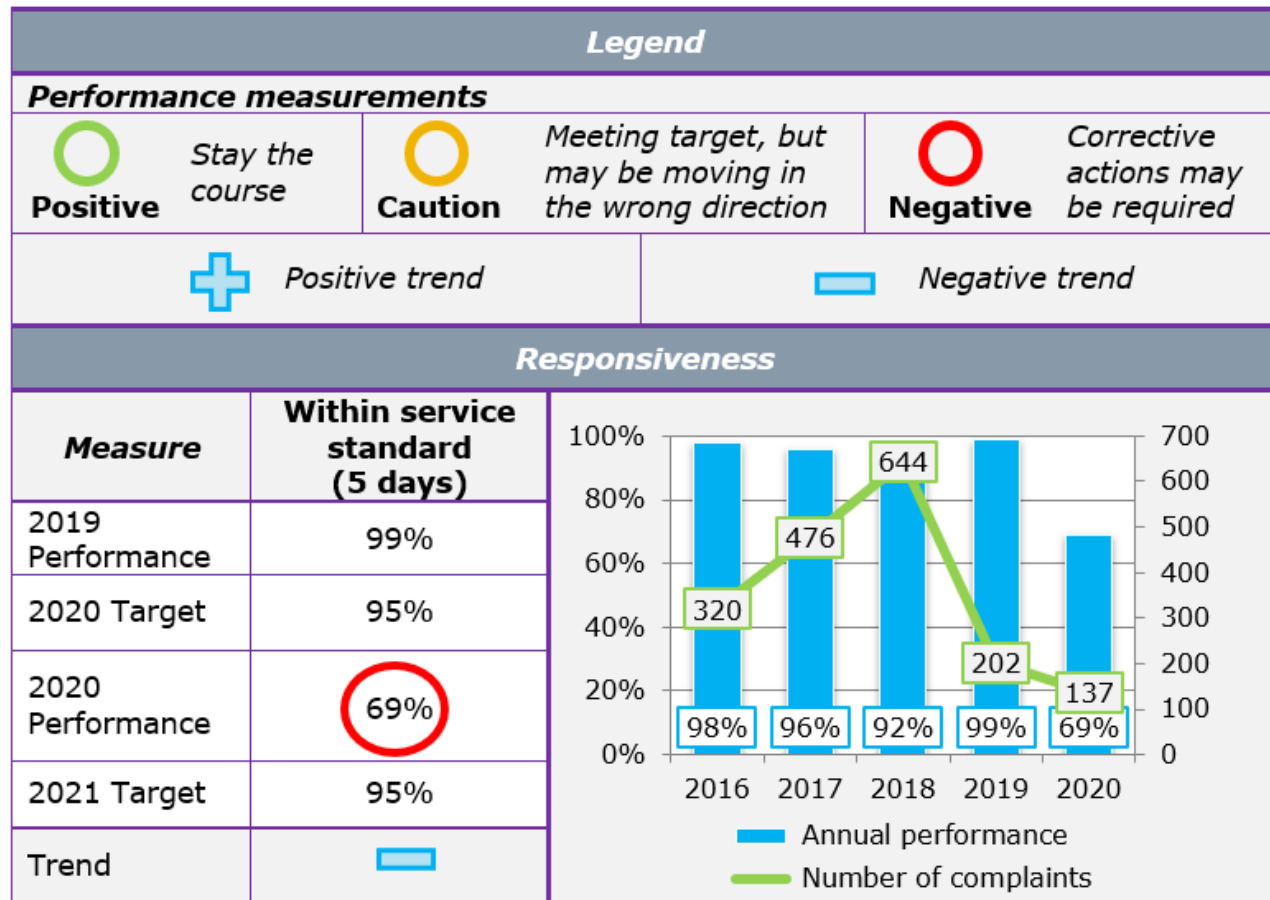 Legend
Performance measurements
Positive
Stay the
course
Caution
Meeting target, but
may be moving in
the wrong direction
Negative
Corrective
actions may
be required
Positive trend
Negative trend
Responsiveness
Measure
Within service
standard
(5 days)
2019
Performance
99%
2020 Target
95%
2020
Performance
69%
2021 Target
95%
Trend
100%
80%
60%
40%
20%
0%
700
600
500
400
300
200
100
0
320
476
644
202
137
98%
96%
92%
99%
69%
2016
2017
2018
2019
2020
Annual performance
Number of complaints